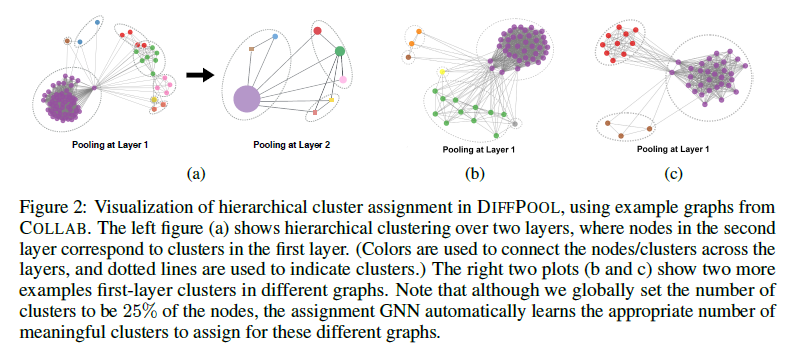 Pooling at Layer 1
Pooling at Layer 2
Pooling at Layer 1
Pooling at Layer 1
(a)
(b)
(c)
Figure 2: Visualization of hierarchical cluster assignment in DIFFPOOL, using example graphs from
COLLAB. The left figure (a) shows hierarchical clustering over two layers, where nodes in the second
layer correspond to clusters in the first layer. (Colors are used to connect the nodes/clusters across the
layers, and dotted lines are used to indicate clusters.) The right two plots (b and c) show two more
examples first-layer clusters in different graphs. Note that although we globally set the number of
clusters to be 25% of the nodes, the assignment GNN automatically learns the appropriate number of
meaningful clusters to assign for these different graphs.